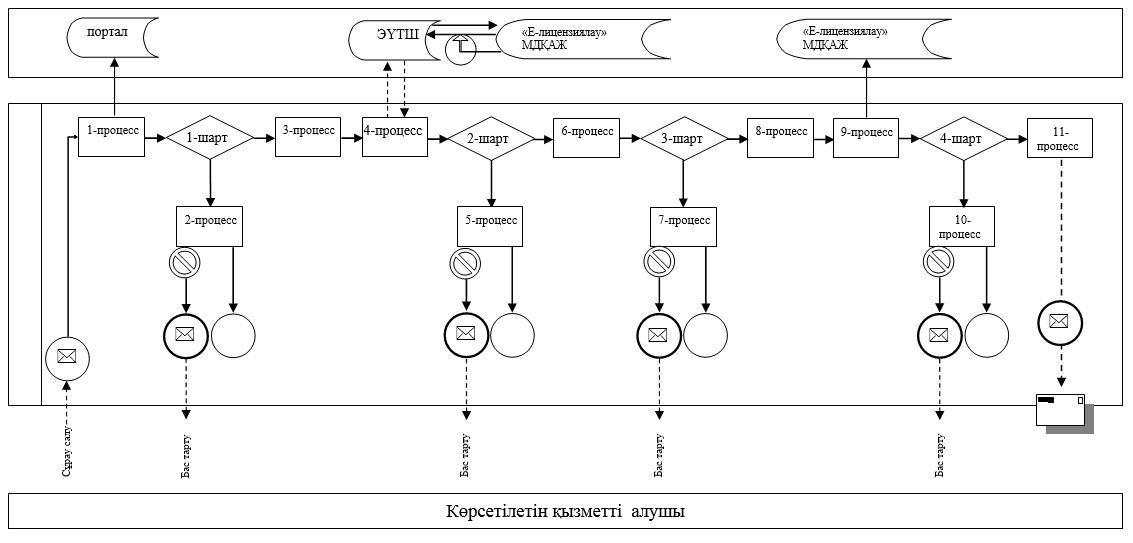 портал
ЭҮТШ
«Е-лицензиялау»
МДҚАЖ
«Е-лицензиялау»
МДҚАЖ
1-процесс
1-шарт
3-процесс
4-процесс
2-шарт
6-процесс
3-шарт
8-процесс
9-процесс
4-шарт
11-
процесс
2-процесс
5-процесс
7-процесс
10-
процесс
Сұрау салу
Бас тарту
Бас тарту
Бас тарту
Бас тарту
Көрсетілетін қызметті алушы